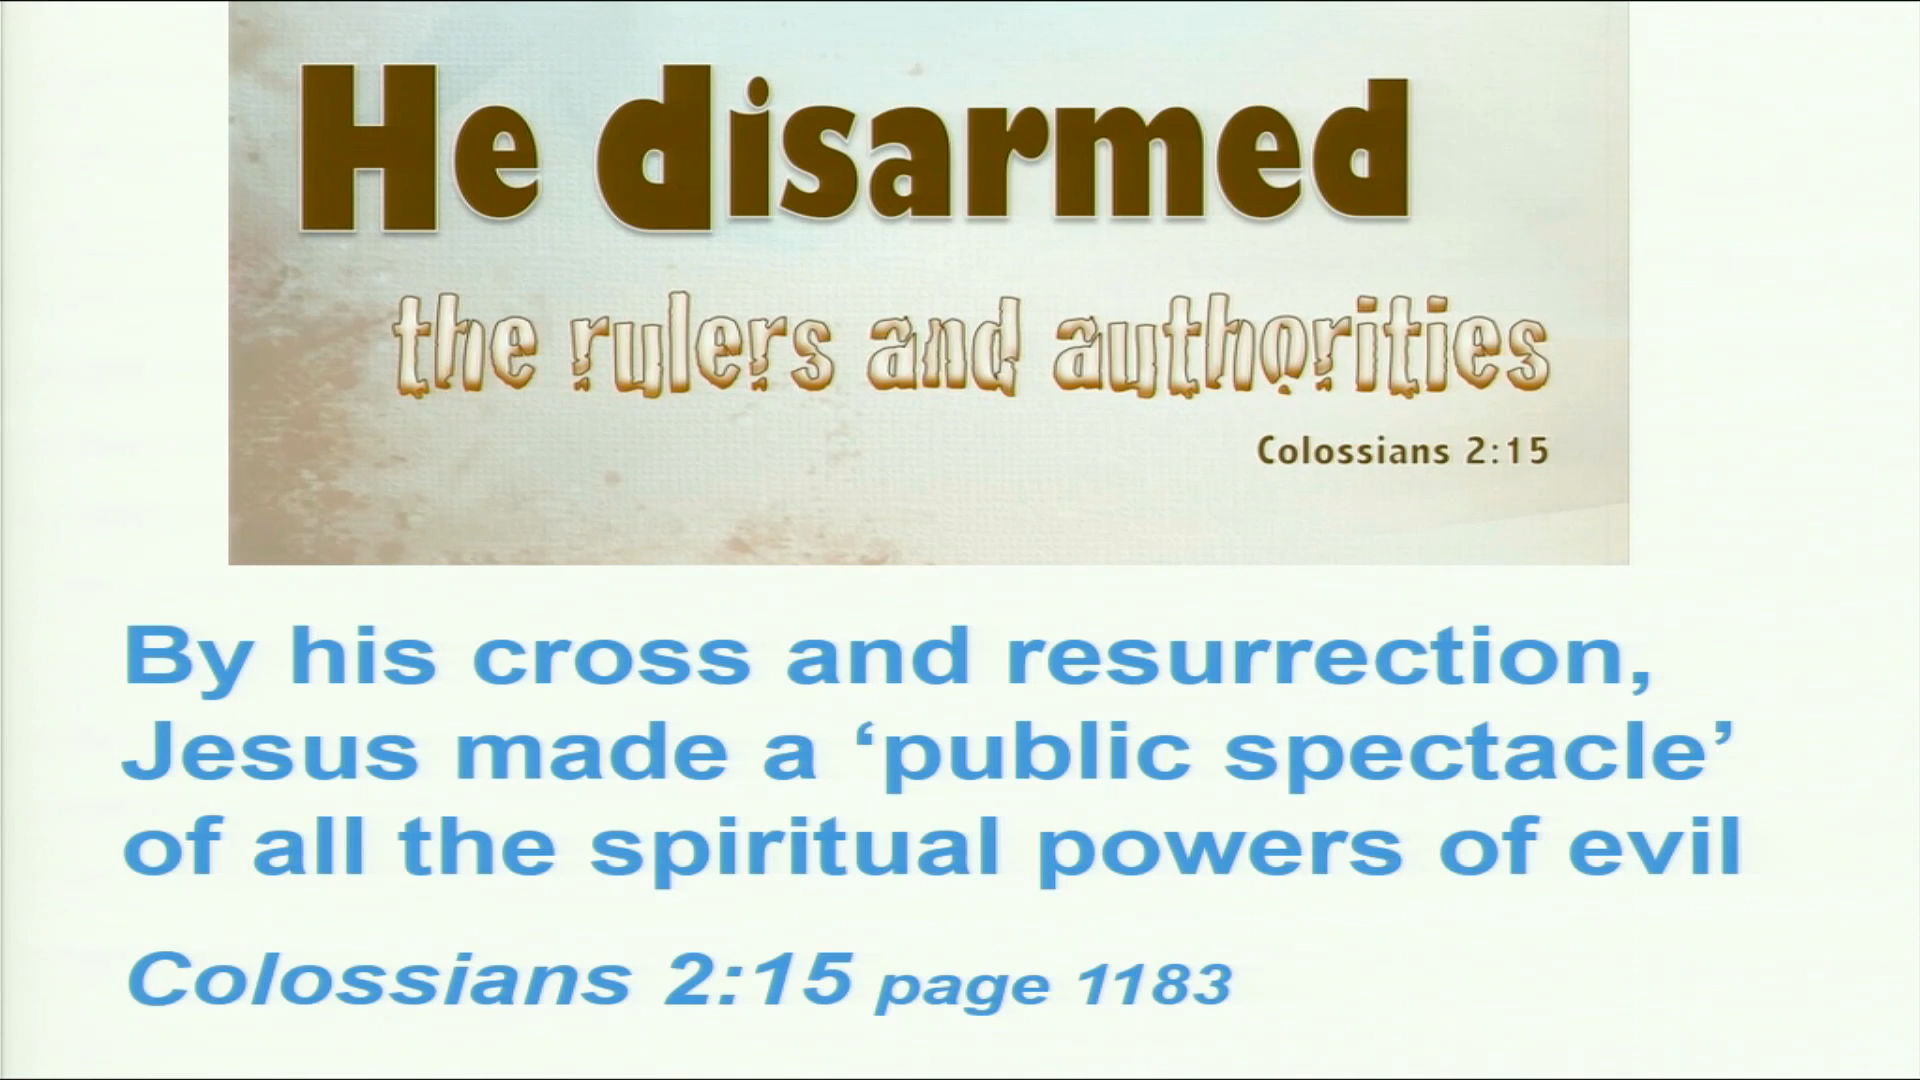 He disarmed
the rulers and authorities
Colossians 2:15
By his cross and resurrection,
Jesus made a ‘public spectacle’
of all the spiritual powers of evil
Colossians 2:15 page 1183